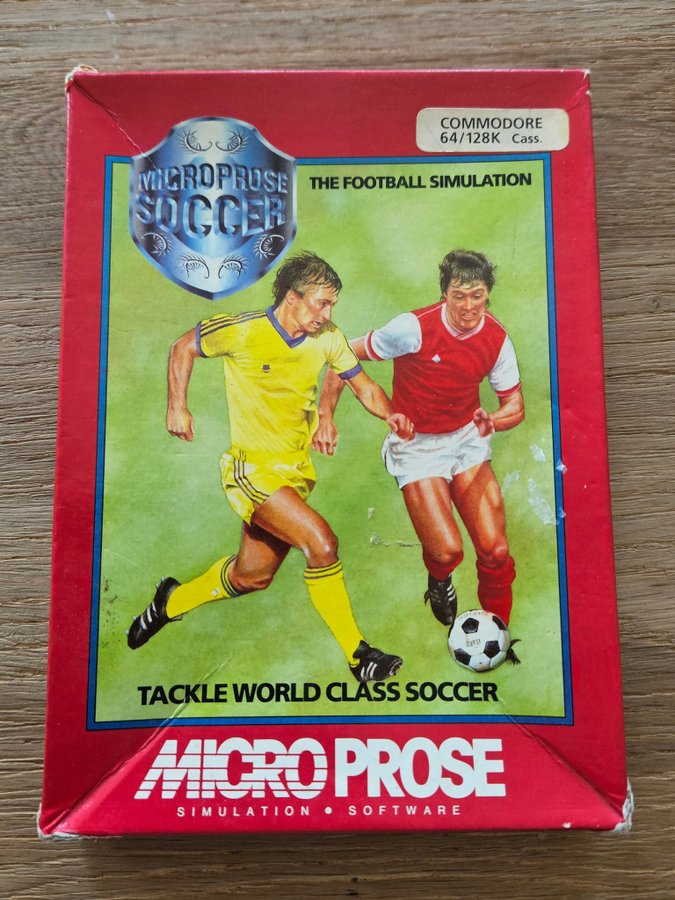 COMMODORE
64/128K Cass.
MICROPROSE
SOCCER
THE FOOTBALL SIMULATION
TACKLE WORLD CLASS SOCCER
MICROPROSE
SIMULATION • SOFTWARE